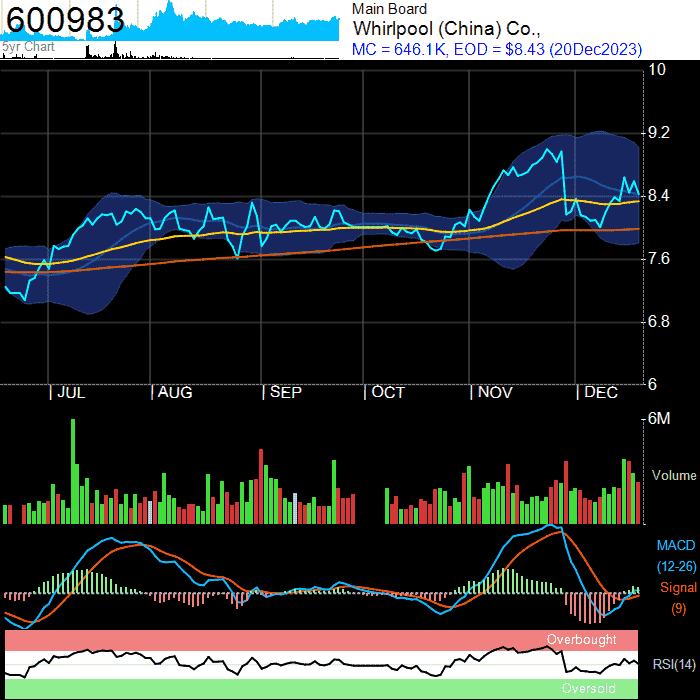 600983
5yr Chart
Main Board
Whirlpool (China) Co.,
MC = 646.1K, EOD = $8.43 (20Dec2023)
10
9.2
8.4
7.6
6.8
6
| JUL | AUG | SEP | OCT | NOV | DEC
6M
Volume
MACD
(12-26)
Signal
(9)
Overbought
RSI(14)
Oversold